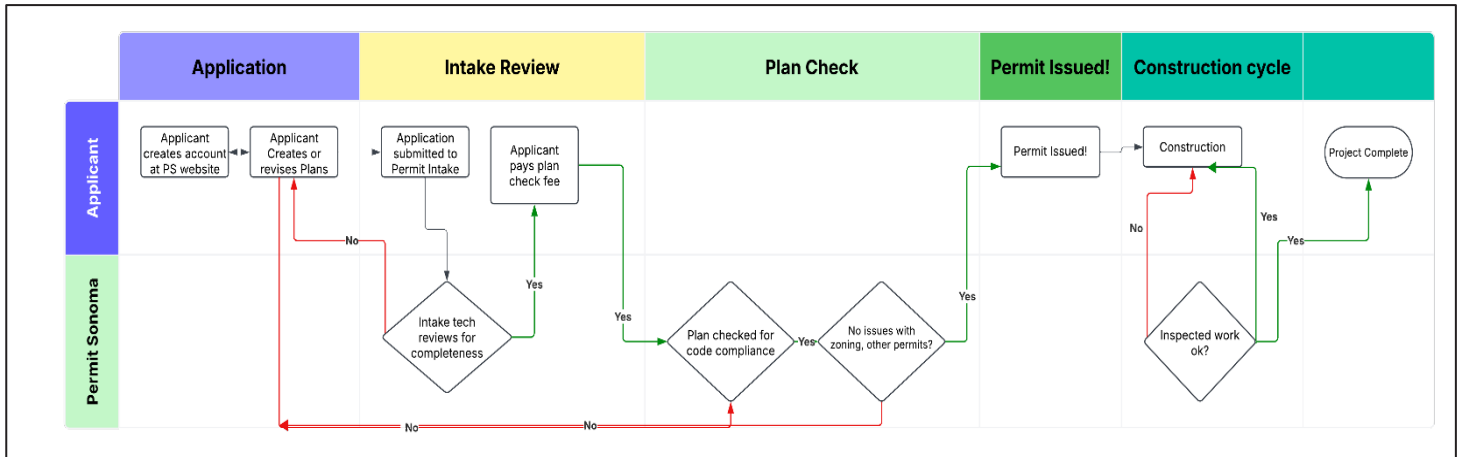 Application
Intake Review
Plan Check
Permit Issued!
Construction cycle
Applicant
Applicant
creates account
at PS website
Applicant
Creates or
revises Plans
Application
submitted to
Permit Intake
Applicant
pays plan
check fee
Permit Issued!
Construction
Project Complete
No
Yes
Yes
Yes
No
Yes
Yes
Permit Sonoma
Intake tech
reviews for
completeness
Plan checked for
code compliance
Yes
No issues with
zoning, other permits?
Inspected work
ok?
No
No